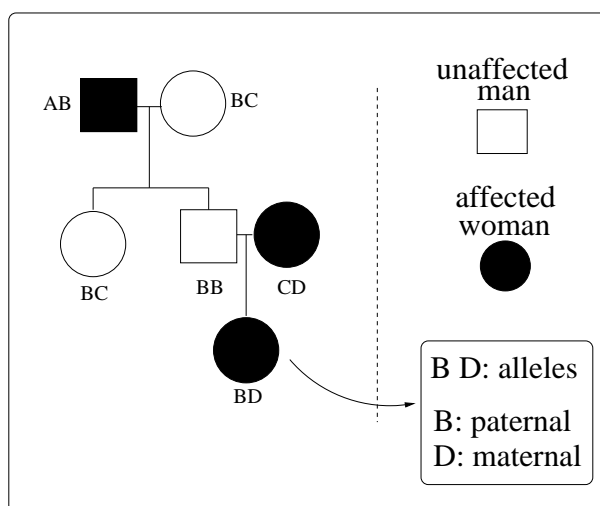 AB
BC
BC
BB
CD
BD
unaffected
man
affected
woman
B D: alleles
B: paternal
D: maternal